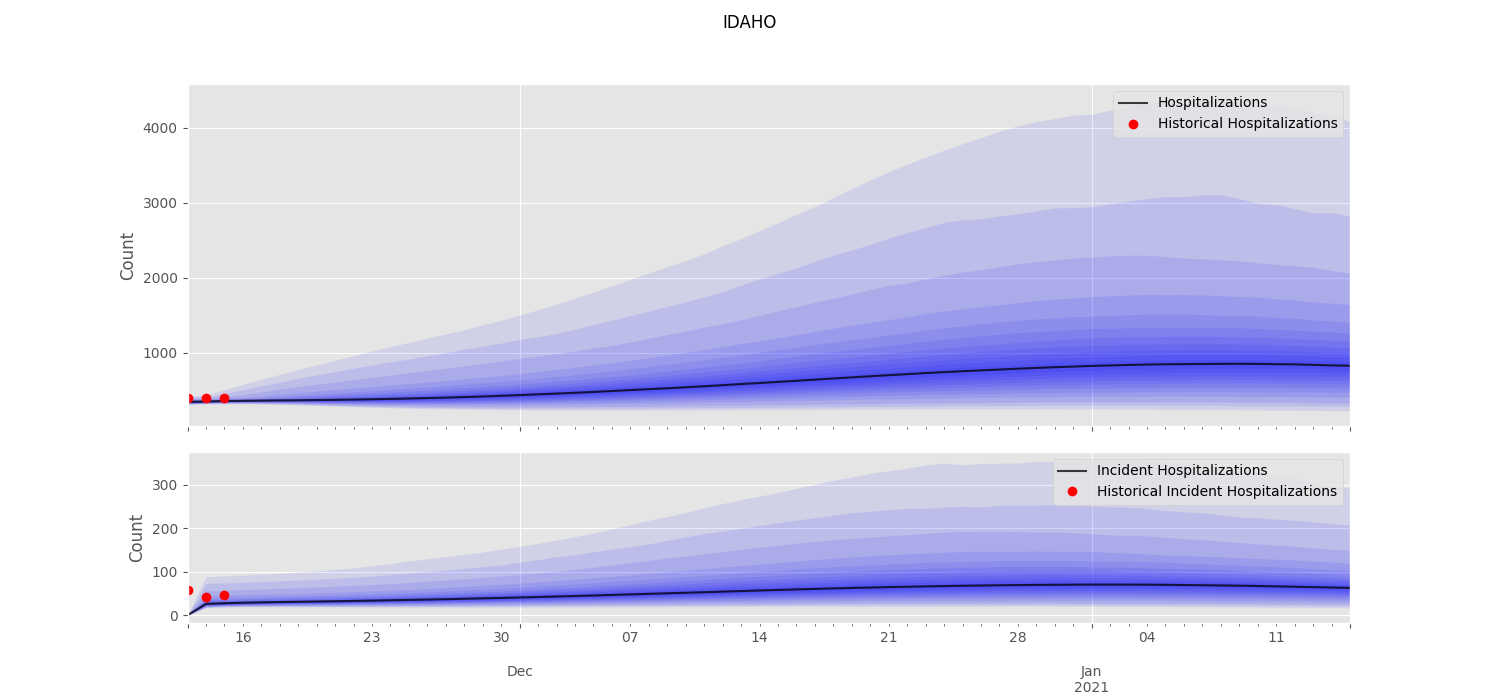 IDAHO
Hospitalizations
Historical Hospitalizations
Count
4000
3000
2000
1000
Incident Hospitalizations
Historical Incident Hospitalizations
Count
300
200
100
0
16 23 30 07 14 21 28 04 11
Dec Jan
2021